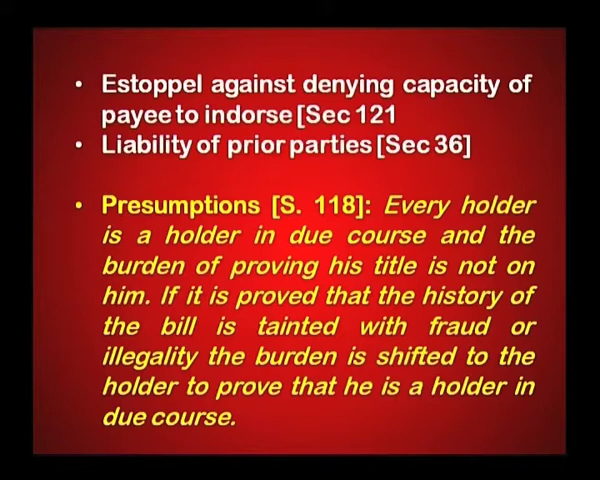 • Estoppel against denying capacity of
payee to indorse [Sec 121
• Liability of prior parties [Sec 36]
• Presumptions [S. 118]: Every holder
is a holder in due course and the
burden of proving his title is not on
him. If it is proved that the history of
the bill is tainted with fraud or
illegality the burden is shifted to the
holder to prove that he is a holder in
due course.